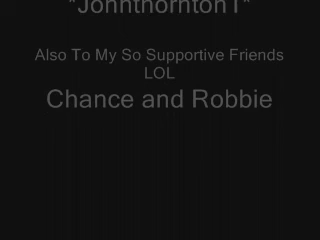 "Johnthornton1"
Also To My So Supportive Friends
LOL
Chance and Robbie